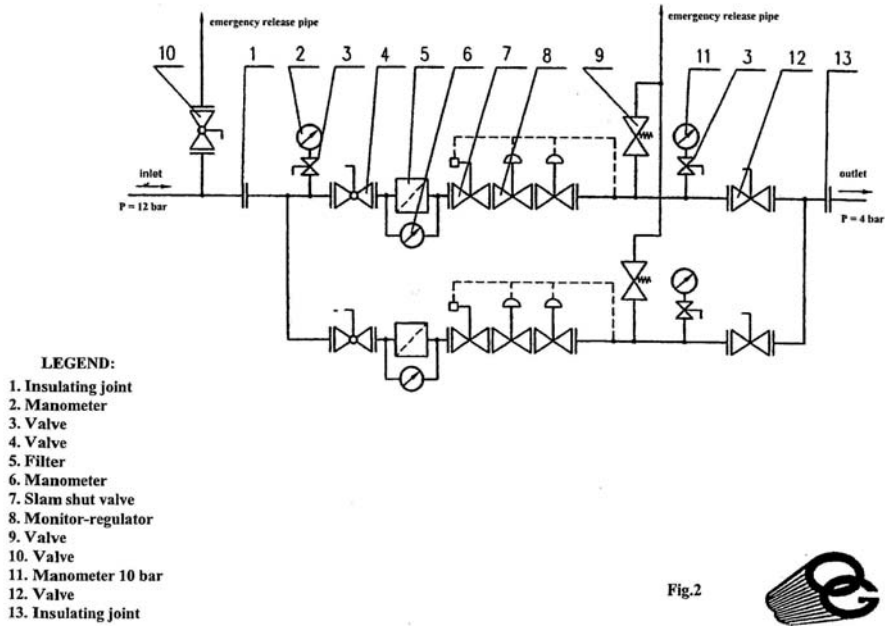 emergency release pipe
emergency release pipe
10 1 2 3 4 5 6 7 8 9 11 3 12 13
inlet
outlet
P = 12 bar
P = 4 bar
LEGEND:
1. Insulating joint
2. Manometer
3. Valve
4. Valve
5. Filter
6. Manometer
7. Slam shut valve
8. Monitor-regulator
9. Valve
10. Valve
11. Manometer 10 bar
12. Valve
13. Insulating joint
Fig.2
OG